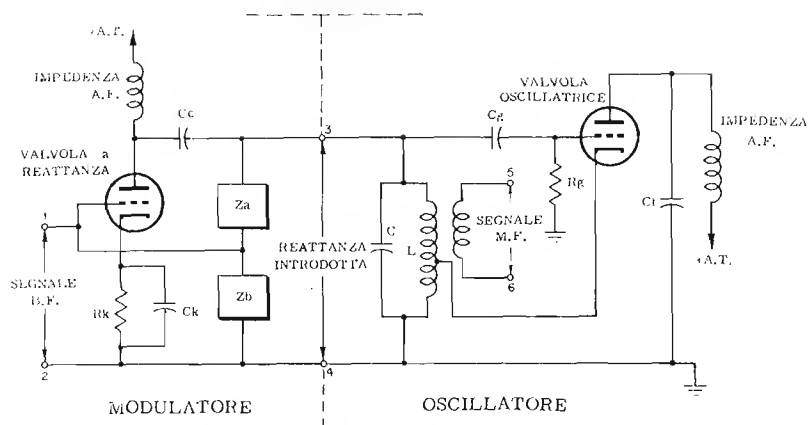 +A.T.
IMPEDENZA
A.F.
Cc
VALVOLA a
REATTANZA
1
SEGNALE
B.F.
2
Rk
Ck
Za
Zb
3
REATTANZA
INTRODOTTA
4
C
L
5
SEGNALE
M.F.
6
Cg
Rg
VALVOLA
OSCILLATRICE
Ct
IMPEDENZA
A.F.
+A.T.
MODULATORE
OSCILLATORE